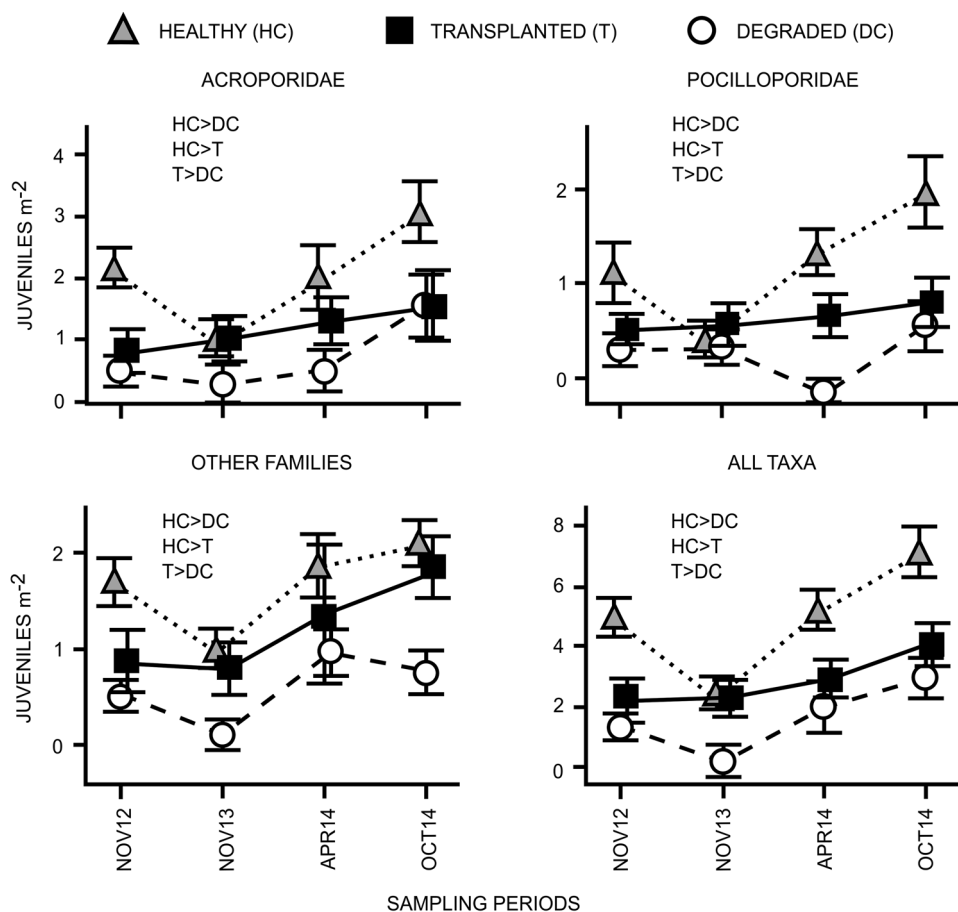 HEALTHY (HC) TRANSPLANTED (T) DEGRADED (DC)
ACROPORIDAE
JUVENILES m⁻²
4
3
2
1
0
HC>DC
HC>T
T>DC
POCILLOPORIDAE
2
1
0
HC>DC
HC>T
T>DC
OTHER FAMILIES
JUVENILES m⁻²
2
1
0
HC>DC
HC>T
T>DC
NOV12
NOV13
APR14
OCT14
ALL TAXA
8
6
4
2
0
HC>DC
HC>T
T>DC
NOV12
NOV13
APR14
OCT14
SAMPLING PERIODS